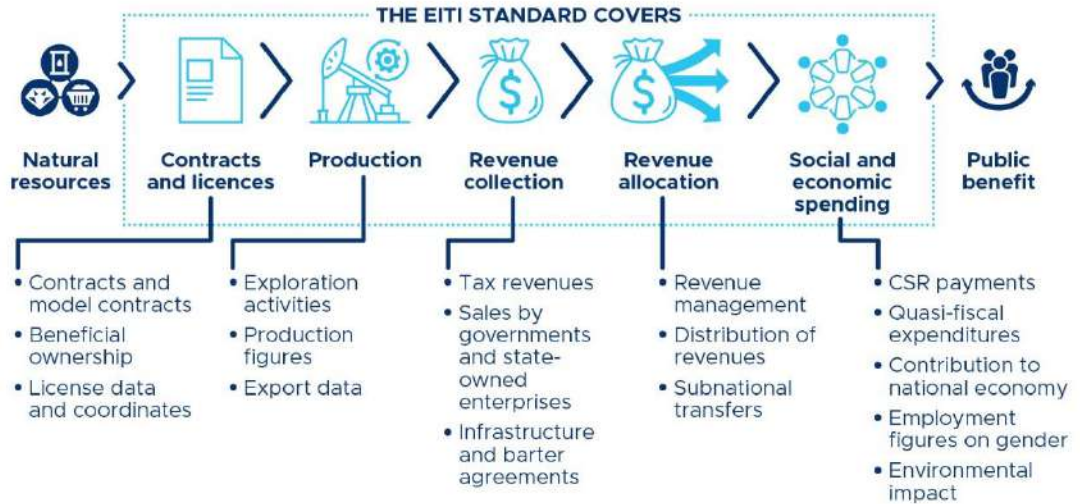 THE EITI STANDARD COVERS
Natural
resources
Contracts
and licences
Production
Revenue
collection
Revenue
allocation
Social and
economic
spending
Public
benefit
• Contracts and
model contracts
• Beneficial
ownership
• License data
and coordinates
• Exploration
activities
• Production
figures
• Export data
• Tax revenues
• Sales by
governments
and state-
owned
enterprises
• Infrastructure
and barter
agreements
• Revenue
management
• Distribution of
revenues
• Subnational
transfers
• CSR payments
• Quasi-fiscal
expenditures
• Contribution to
national economy
• Employment
figures on gender
• Environmental
impact